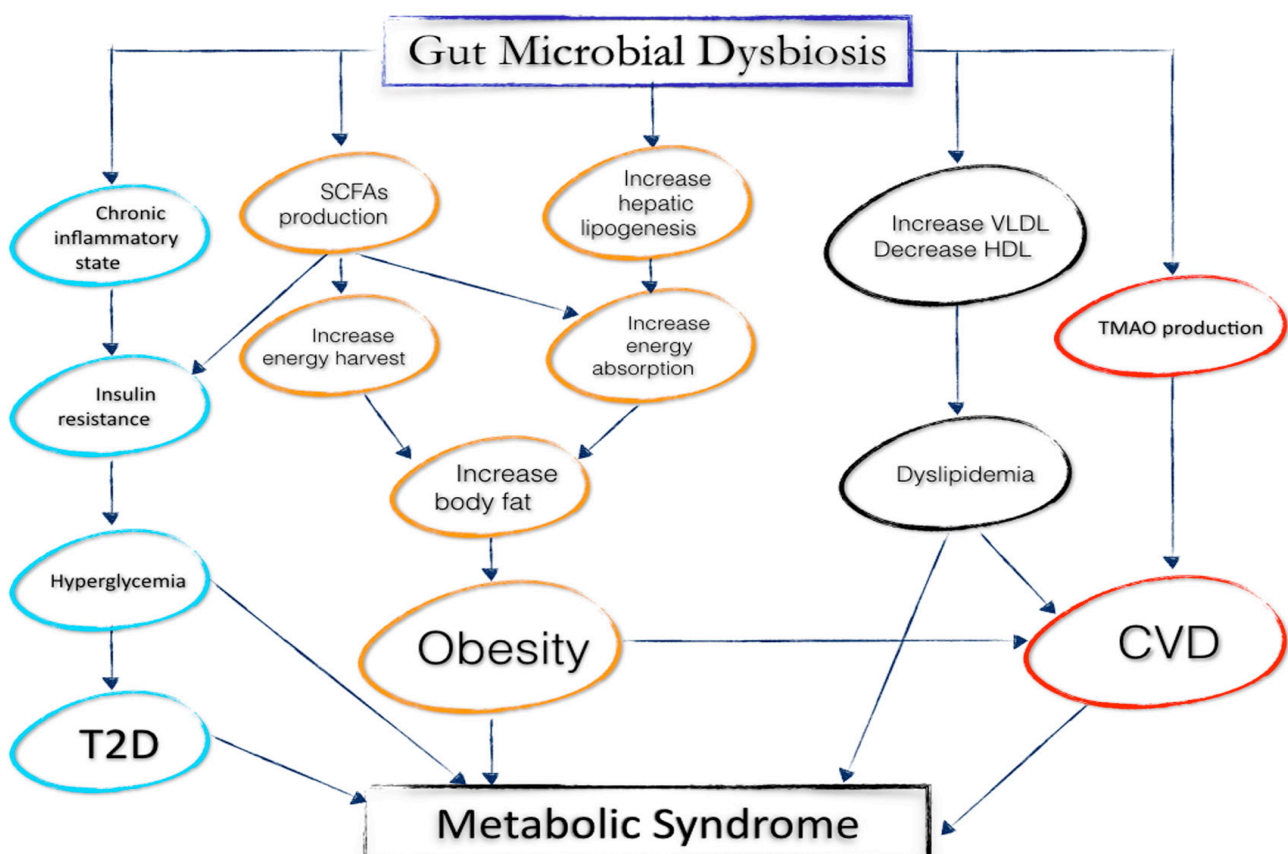 Gut Microbial Dysbiosis
Chronic
inflammatory
state
SCFAs
production
Increase
hepatic
lipogenesis
Increase VLDL
Decrease HDL
TMAO production
Insulin
resistance
Increase
energy harvest
Increase
energy
absorption
Increase
body fat
Dyslipidemia
Hyperglycemia
Obesity
CVD
T2D
Metabolic Syndrome